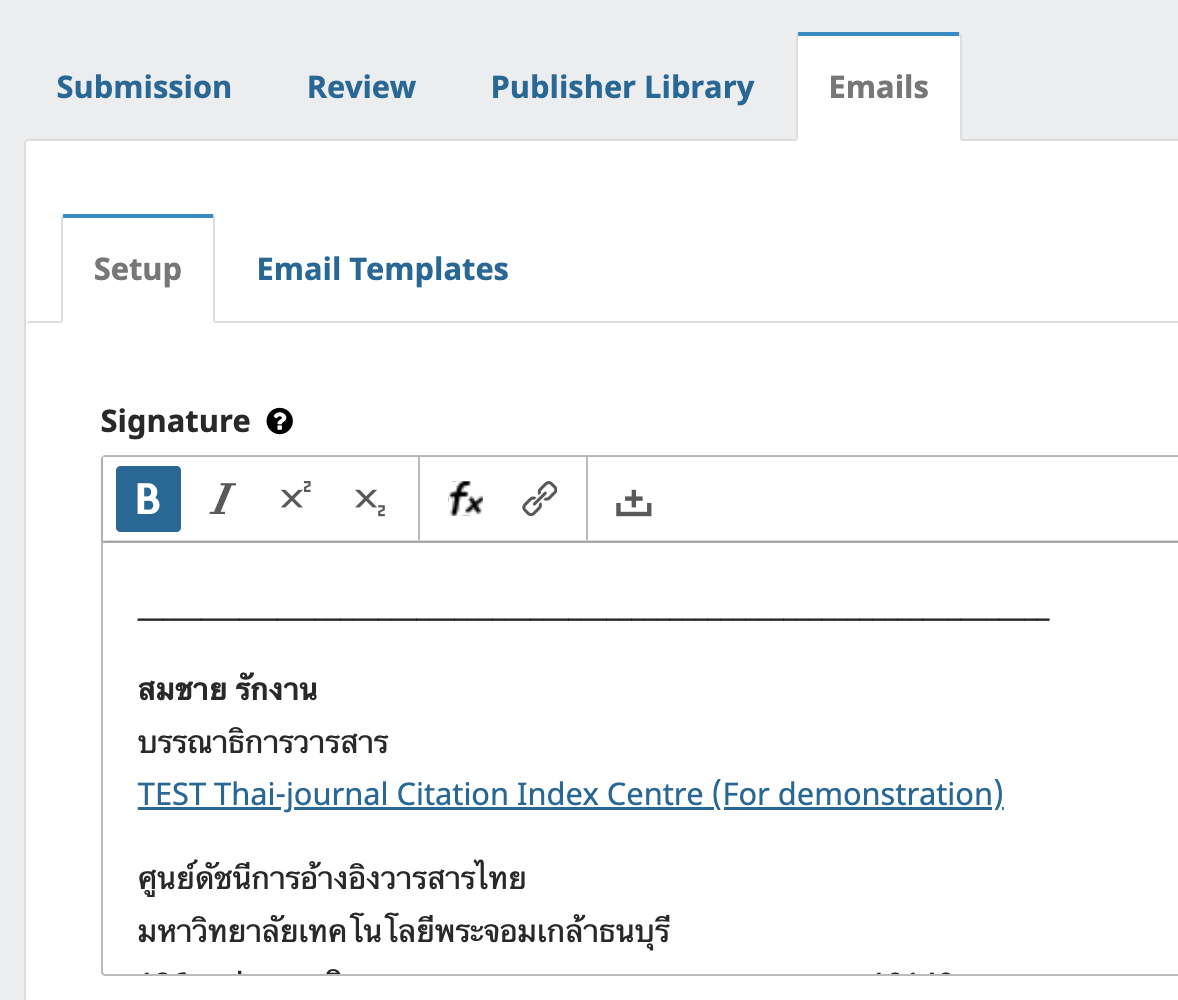 Submission Review Publisher Library Emails
Setup Email Templates
Signature ?
B I x² x₂ fx
สมชาย รักงาน
บรรณาธิการวารสาร
TEST Thai-journal Citation Index Centre (For demonstration)
ศูนย์ดัชนีการอ้างอิงวารสารไทย
มหาวิทยาลัยเทคโนโลยีพระจอมเกล้าธนบุรี